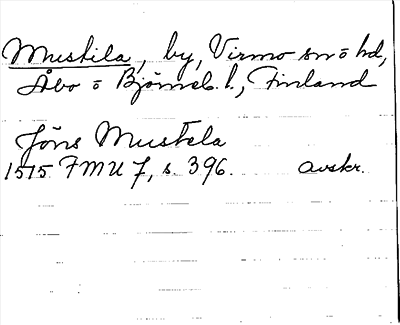 Mustila, by, Virmo sn o hd,
Åbo o Björneb. l., Finland
Jöns Mustela
1515 FMU 7, s. 396. avskr.